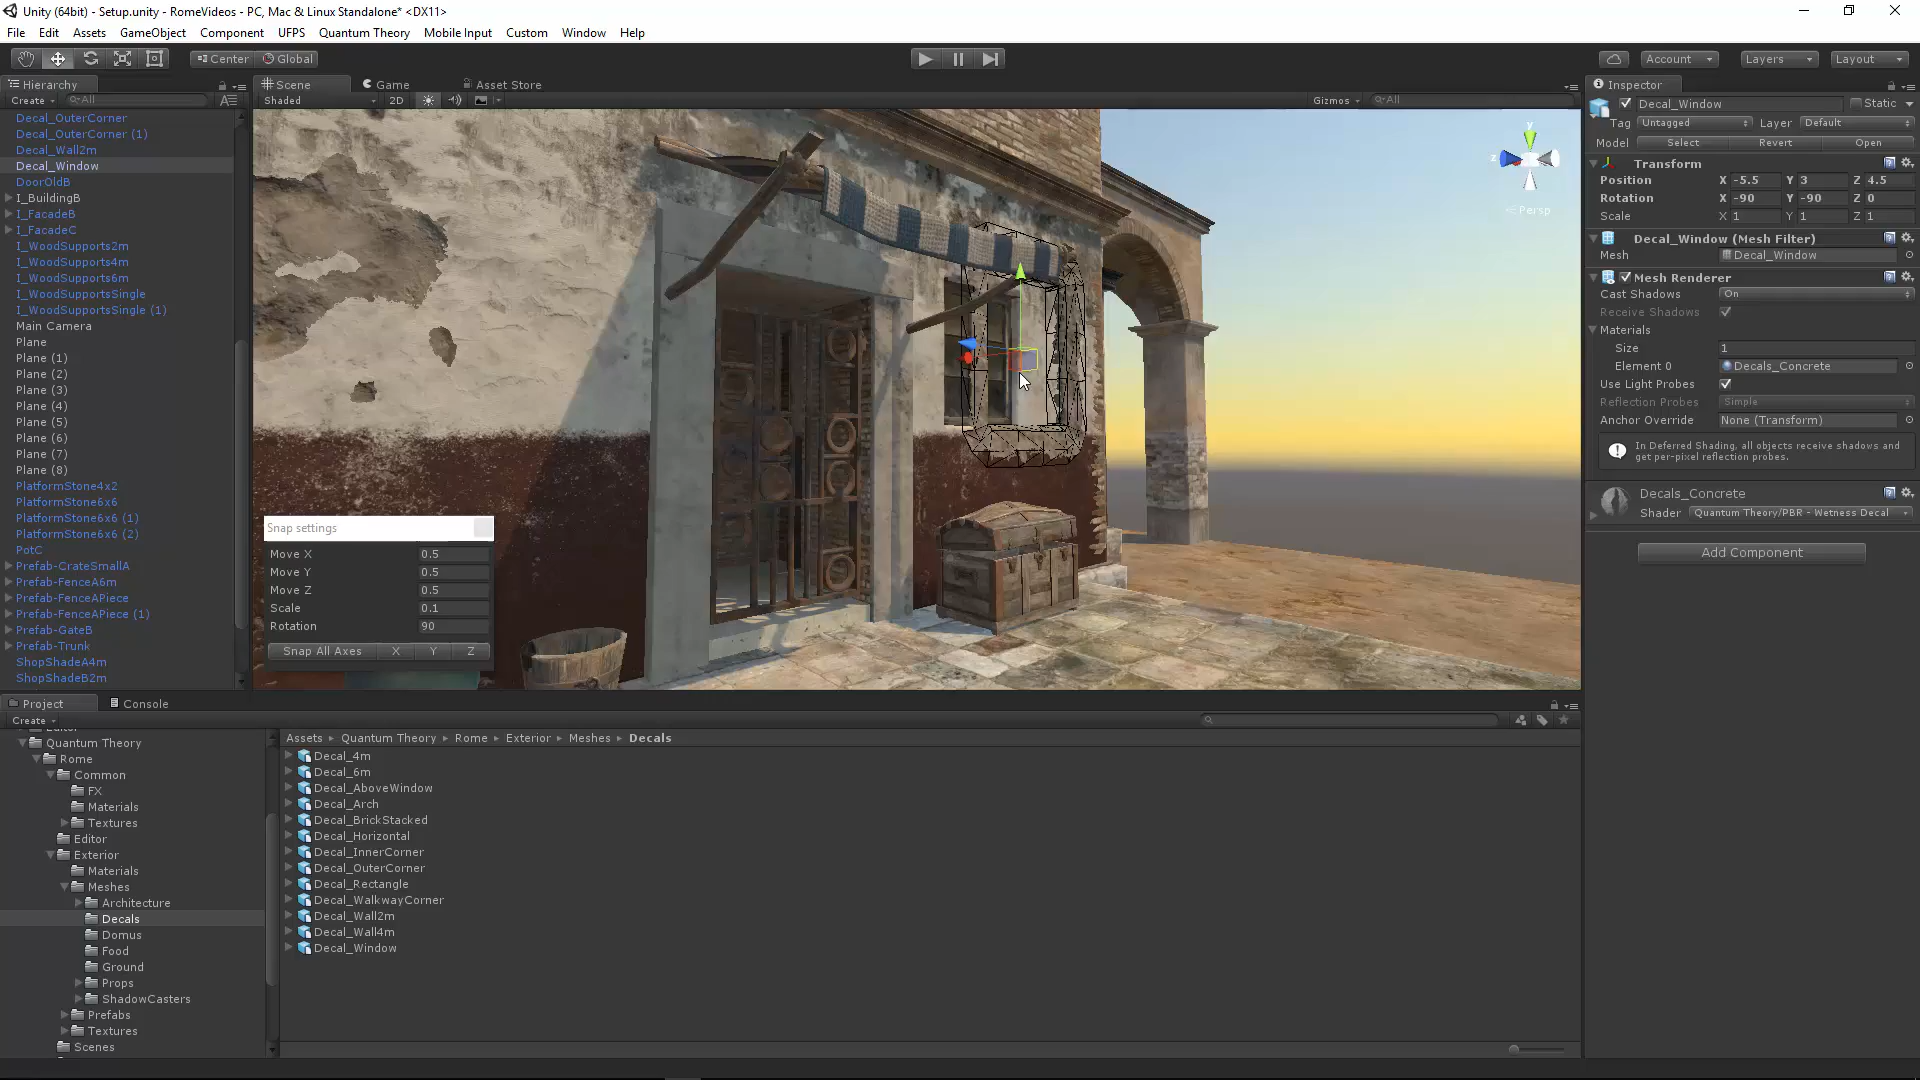 Unity (64bit) - Setup.unity - RomeVideos - PC, Mac & Linux Standalone* <DX11>
File Edit Assets GameObject Component UFPS Quantum Theory Mobile Input Custom Window Help
Center Global Account Layers Layout
Hierarchy
Create All
Decal_OuterCorner
Decal_OuterCorner (1)
Decal_Wall2m
Decal_Window
DoorOldB
I_BuildingB
I_FacadeB
I_FacadeC
I_WoodSupports2m
I_WoodSupports4m
I_WoodSupports6m
I_WoodSupportsSingle
I_WoodSupportsSingle (1)
Main Camera
Plane
Plane (1)
Plane (2)
Plane (3)
Plane (4)
Plane (5)
Plane (6)
Plane (7)
Plane (8)
PlatformStone4x2
PlatformStone6x6
PlatformStone6x6 (1)
PlatformStone6x6 (2)
PotC
Prefab-CrateSmallA
Prefab-FenceA6m
Prefab-FenceAPiece
Prefab-FenceAPiece (1)
Prefab-GateB
Prefab-Trunk
ShopShadeA4m
ShopShadeB2m
Scene Game Asset Store
Shaded 2D Gizmos All
y
z
Persp
Snap settings
Move X 0.5
Move Y 0.5
Move Z 0.5
Scale 0.1
Rotation 90
Snap All Axes X Y Z
Inspector
Decal_Window Static
Tag Untagged Layer Default
Model Select Revert Open
Transform
Position X -5.5 Y 3 Z 4.5
Rotation X -90 Y -90 Z 0
Scale X 1 Y 1 Z 1
Decal_Window (Mesh Filter)
Mesh Decal_Window
Mesh Renderer
Cast Shadows On
Receive Shadows
Materials
Size 1
Element 0 Decals_Concrete
Use Light Probes
Reflection Probes Simple
Anchor Override None (Transform)
In Deferred Shading, all objects receive shadows and
get per-pixel reflection probes.
Decals_Concrete
Shader Quantum Theory/PBR - Wetness Decal
Add Component
Project Console
Create
Quantum Theory
Rome
Common
FX
Materials
Textures
Editor
Exterior
Materials
Meshes
Architecture
Decals
Domus
Food
Ground
Props
ShadowCasters
Prefabs
Textures
Scenes
Assets Quantum Theory Rome Exterior Meshes Decals
Decal_4m
Decal_6m
Decal_AboveWindow
Decal_Arch
Decal_BrickStacked
Decal_Horizontal
Decal_InnerCorner
Decal_OuterCorner
Decal_Rectangle
Decal_WalkwayCorner
Decal_Wall2m
Decal_Wall4m
Decal_Window